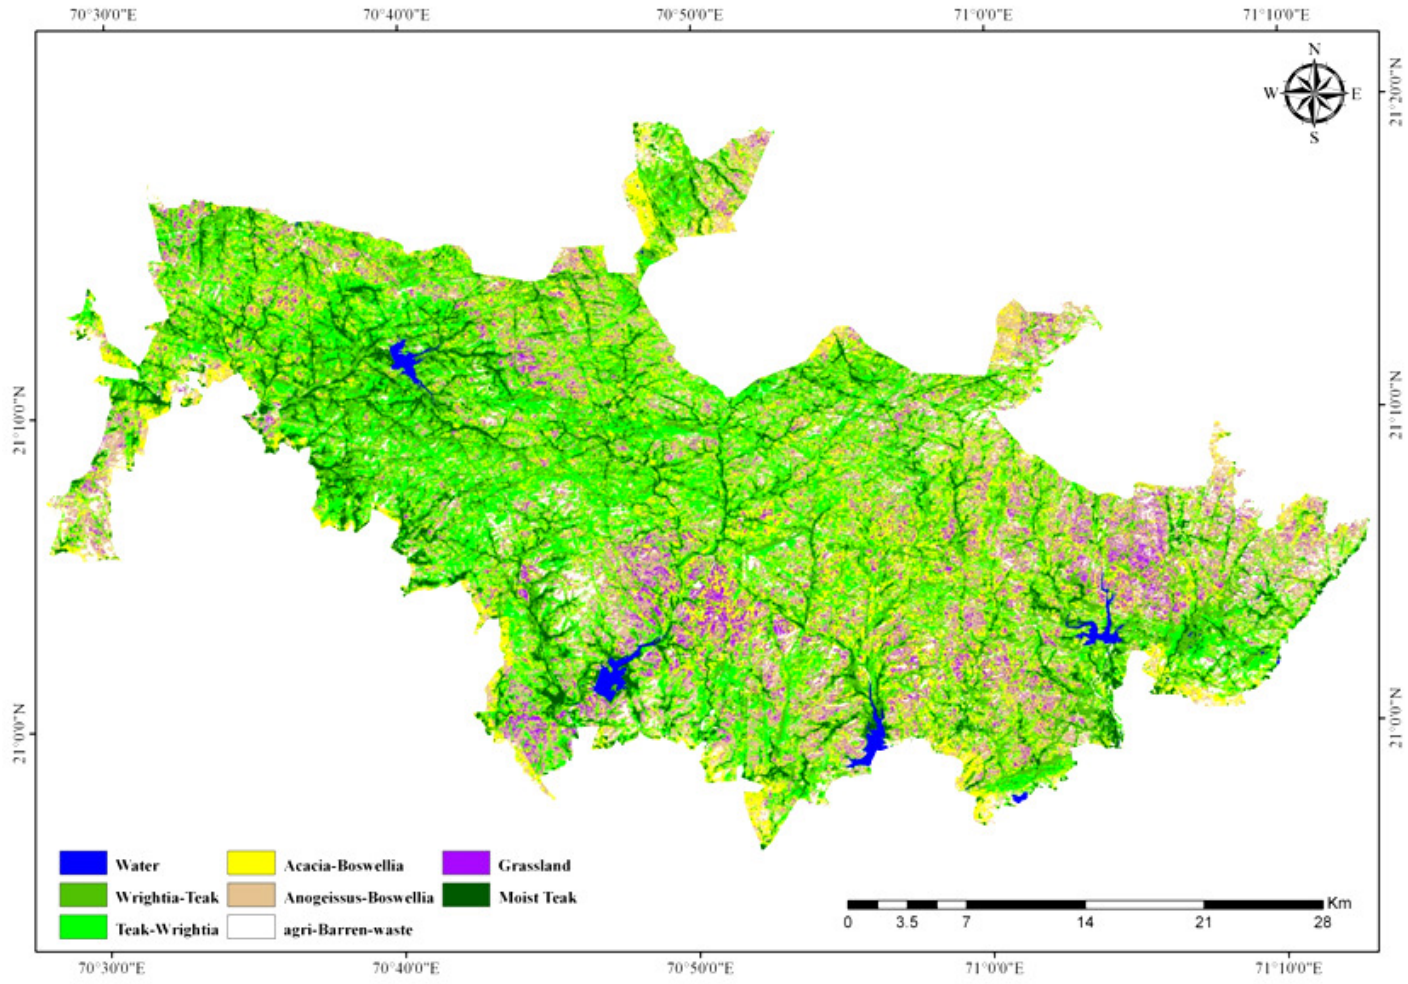 70°30'0"E 70°40'0"E 70°50'0"E 71°0'0"E 71°10'0"E
N
W E
S
21°20'0"N
21°10'0"N 21°10'0"N
21°0'0"N 21°0'0"N
Water Acacia-Boswellia Grassland
Wrightia-Teak Anogeissus-Boswellia Moist Teak
Teak-Wrightia agri-Barren-waste
Km
0 3.5 7 14 21 28
70°30'0"E 70°40'0"E 70°50'0"E 71°0'0"E 71°10'0"E